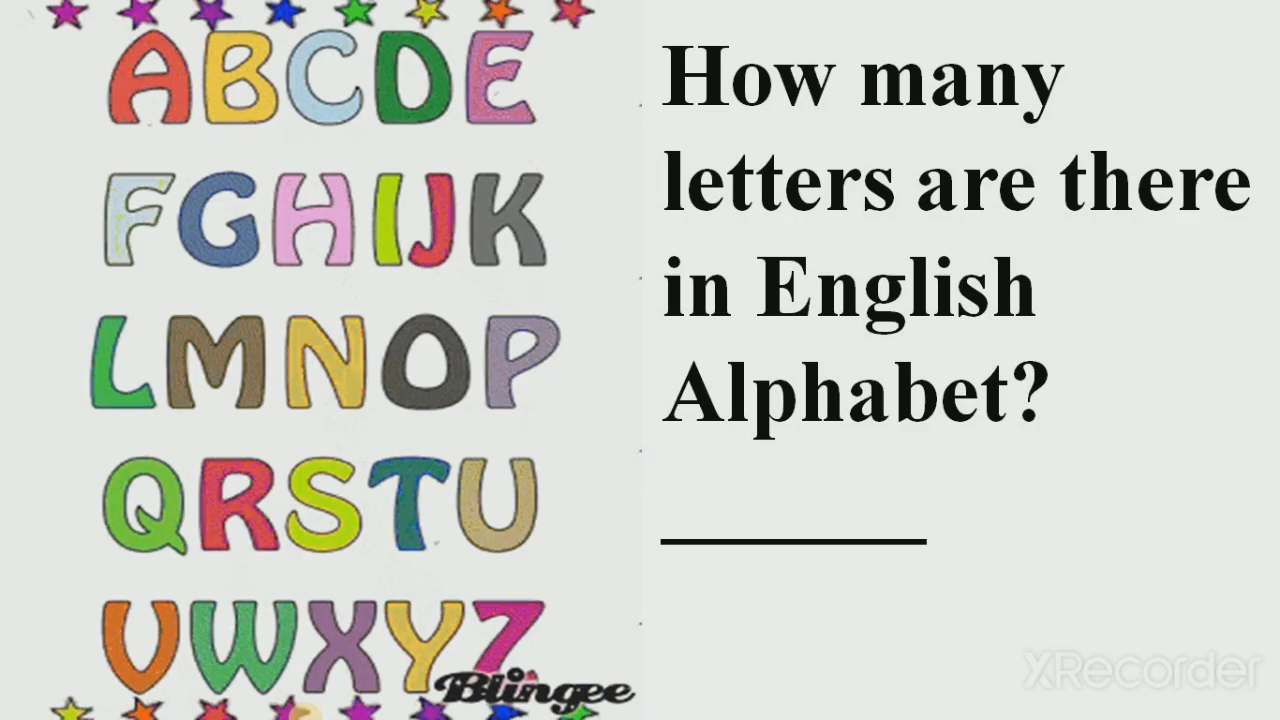 ABCDE
FGHIJK
LMNOP
QRSTU
VWXYZ
Blingee
How many
letters are there
in English
Alphabet?
XRecorder